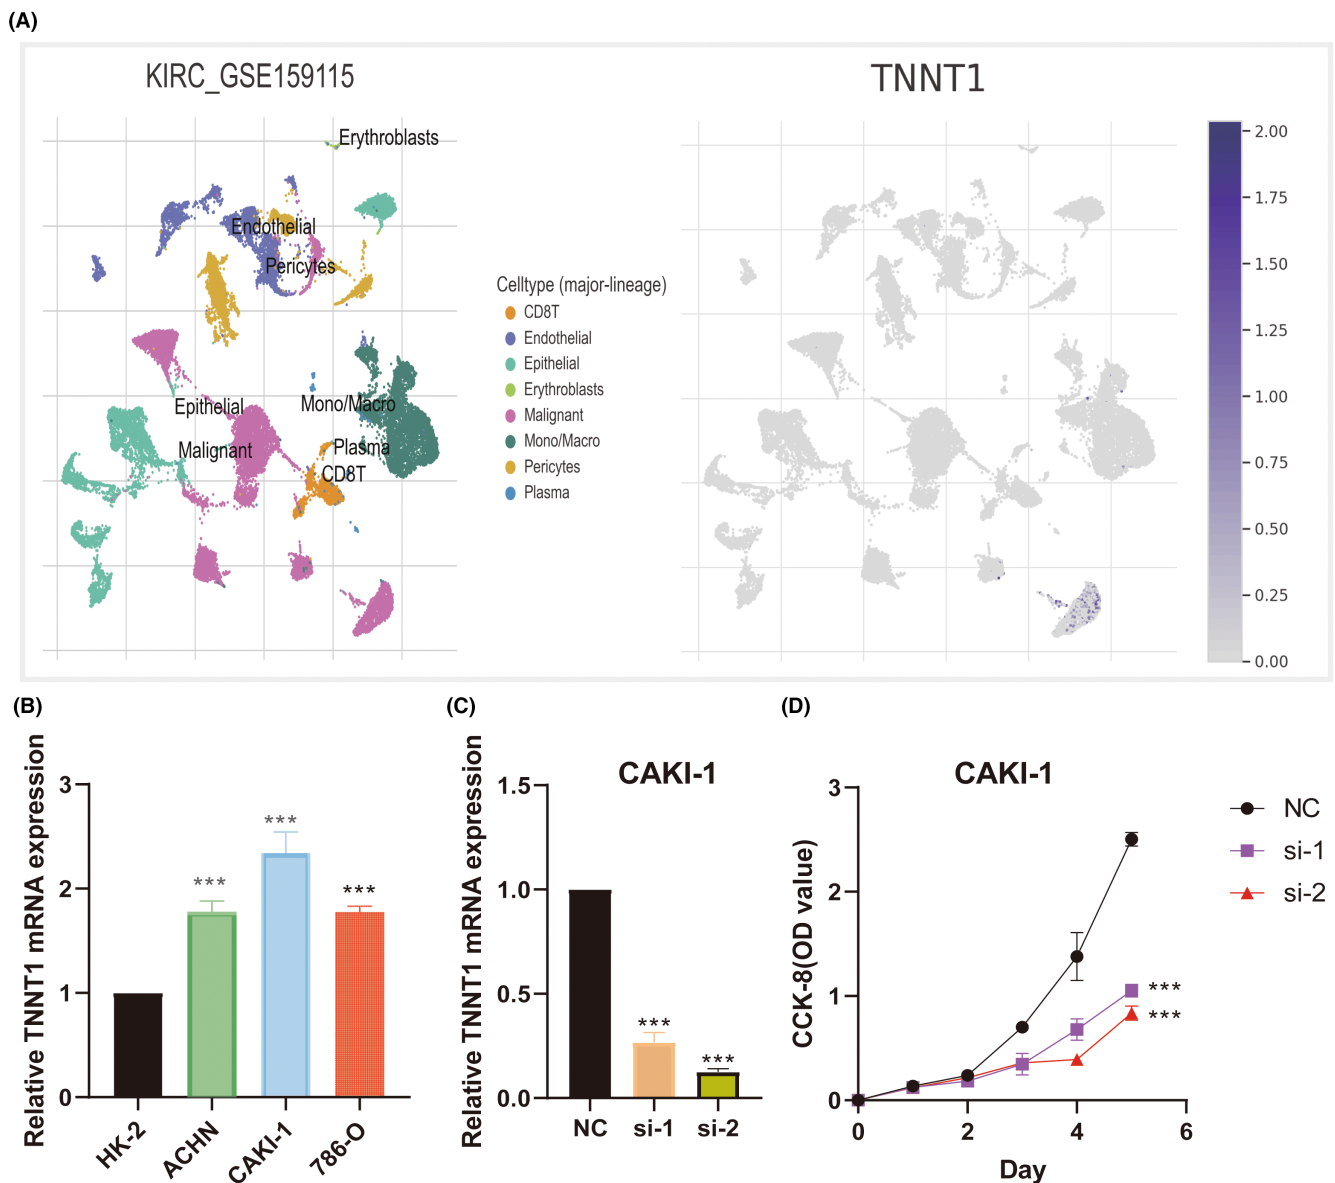 (A)
KIRC_GSE159115
TNNT1
Erythroblasts
Endothelial
Pericytes
Epithelial
Mono/Macro
Malignant
Plasma
CD8T
Celltype (major-lineage)
CD8T
Endothelial
Epithelial
Erythroblasts
Malignant
Mono/Macro
Pericytes
Plasma
2.00
1.75
1.50
1.25
1.00
0.75
0.50
0.25
0.00
(B)
Relative TNNT1 mRNA expression
3
2
1
0
***
***
***
HK-2
ACHN
CAKI-1
786-O
(C)
CAKI-1
Relative TNNT1 mRNA expression
1.5
1.0
0.5
0.0
***
***
NC
si-1
si-2
(D)
CAKI-1
CCK-8(OD value)
3
2
1
0
***
***
0
2
4
6
Day
NC
si-1
si-2